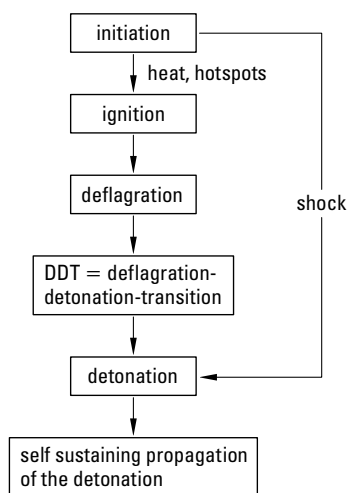 initiation
heat, hotspots
ignition
deflagration
shock
DDT = deflagration-
detonation-transition
detonation
self sustaining propagation
of the detonation